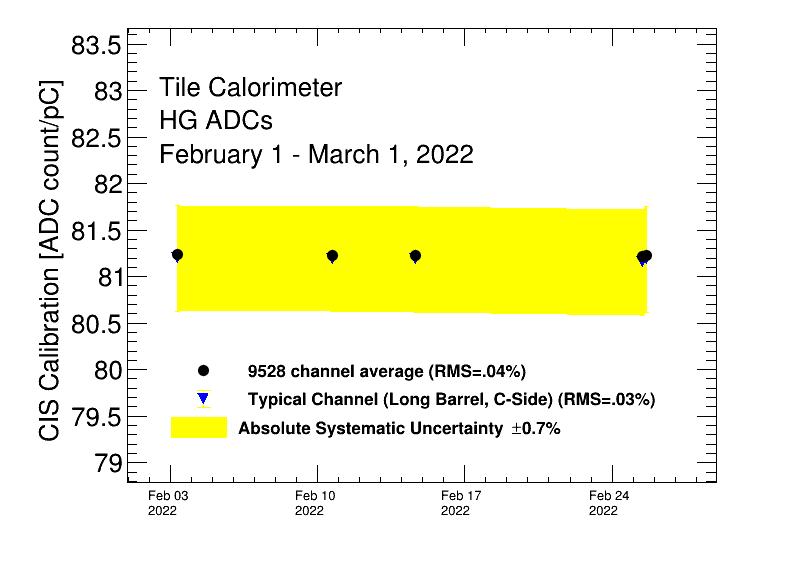 CIS Calibration [ADC count/pC]
83.5
83
82.5
82
81.5
81
80.5
80
79.5
79
Tile Calorimeter
HG ADCs
February 1 - March 1, 2022
9528 channel average (RMS=.04%)
Typical Channel (Long Barrel, C-Side) (RMS=.03%)
Absolute Systematic Uncertainty ±0.7%
Feb 03
2022
Feb 10
2022
Feb 17
2022
Feb 24
2022